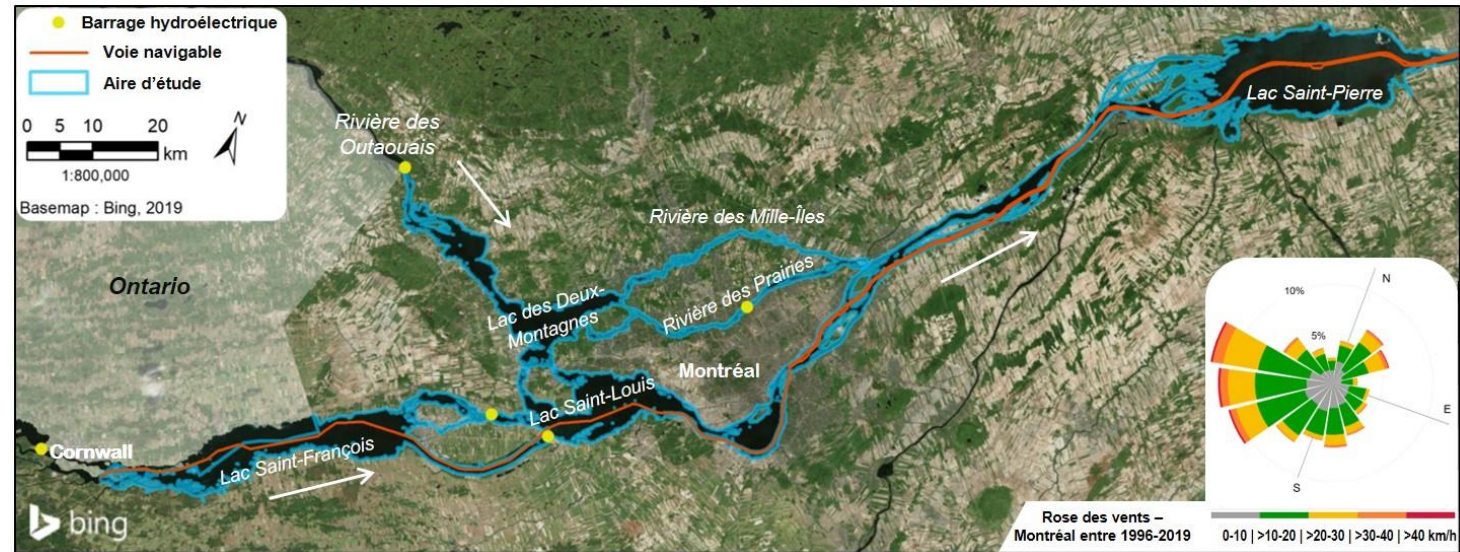 Barrage hydroélectrique
Voie navigable
Aire d'étude
0 5 10 20
km
1:800,000
N
Basemap : Bing, 2019
Rivière des
Outaouais
Ontario
Cornwall
Lac Saint-François
Lac des Deux-
Montagnes
Rivière des Mille-Îles
Rivière des Prairies
Montréal
Lac Saint-Louis
Lac Saint-Pierre
bing
10%
5%
N
E
S
Rose des vents –
Montréal entre 1996-2019
0-10 | >10-20 | >20-30 | >30-40 | >40 km/h